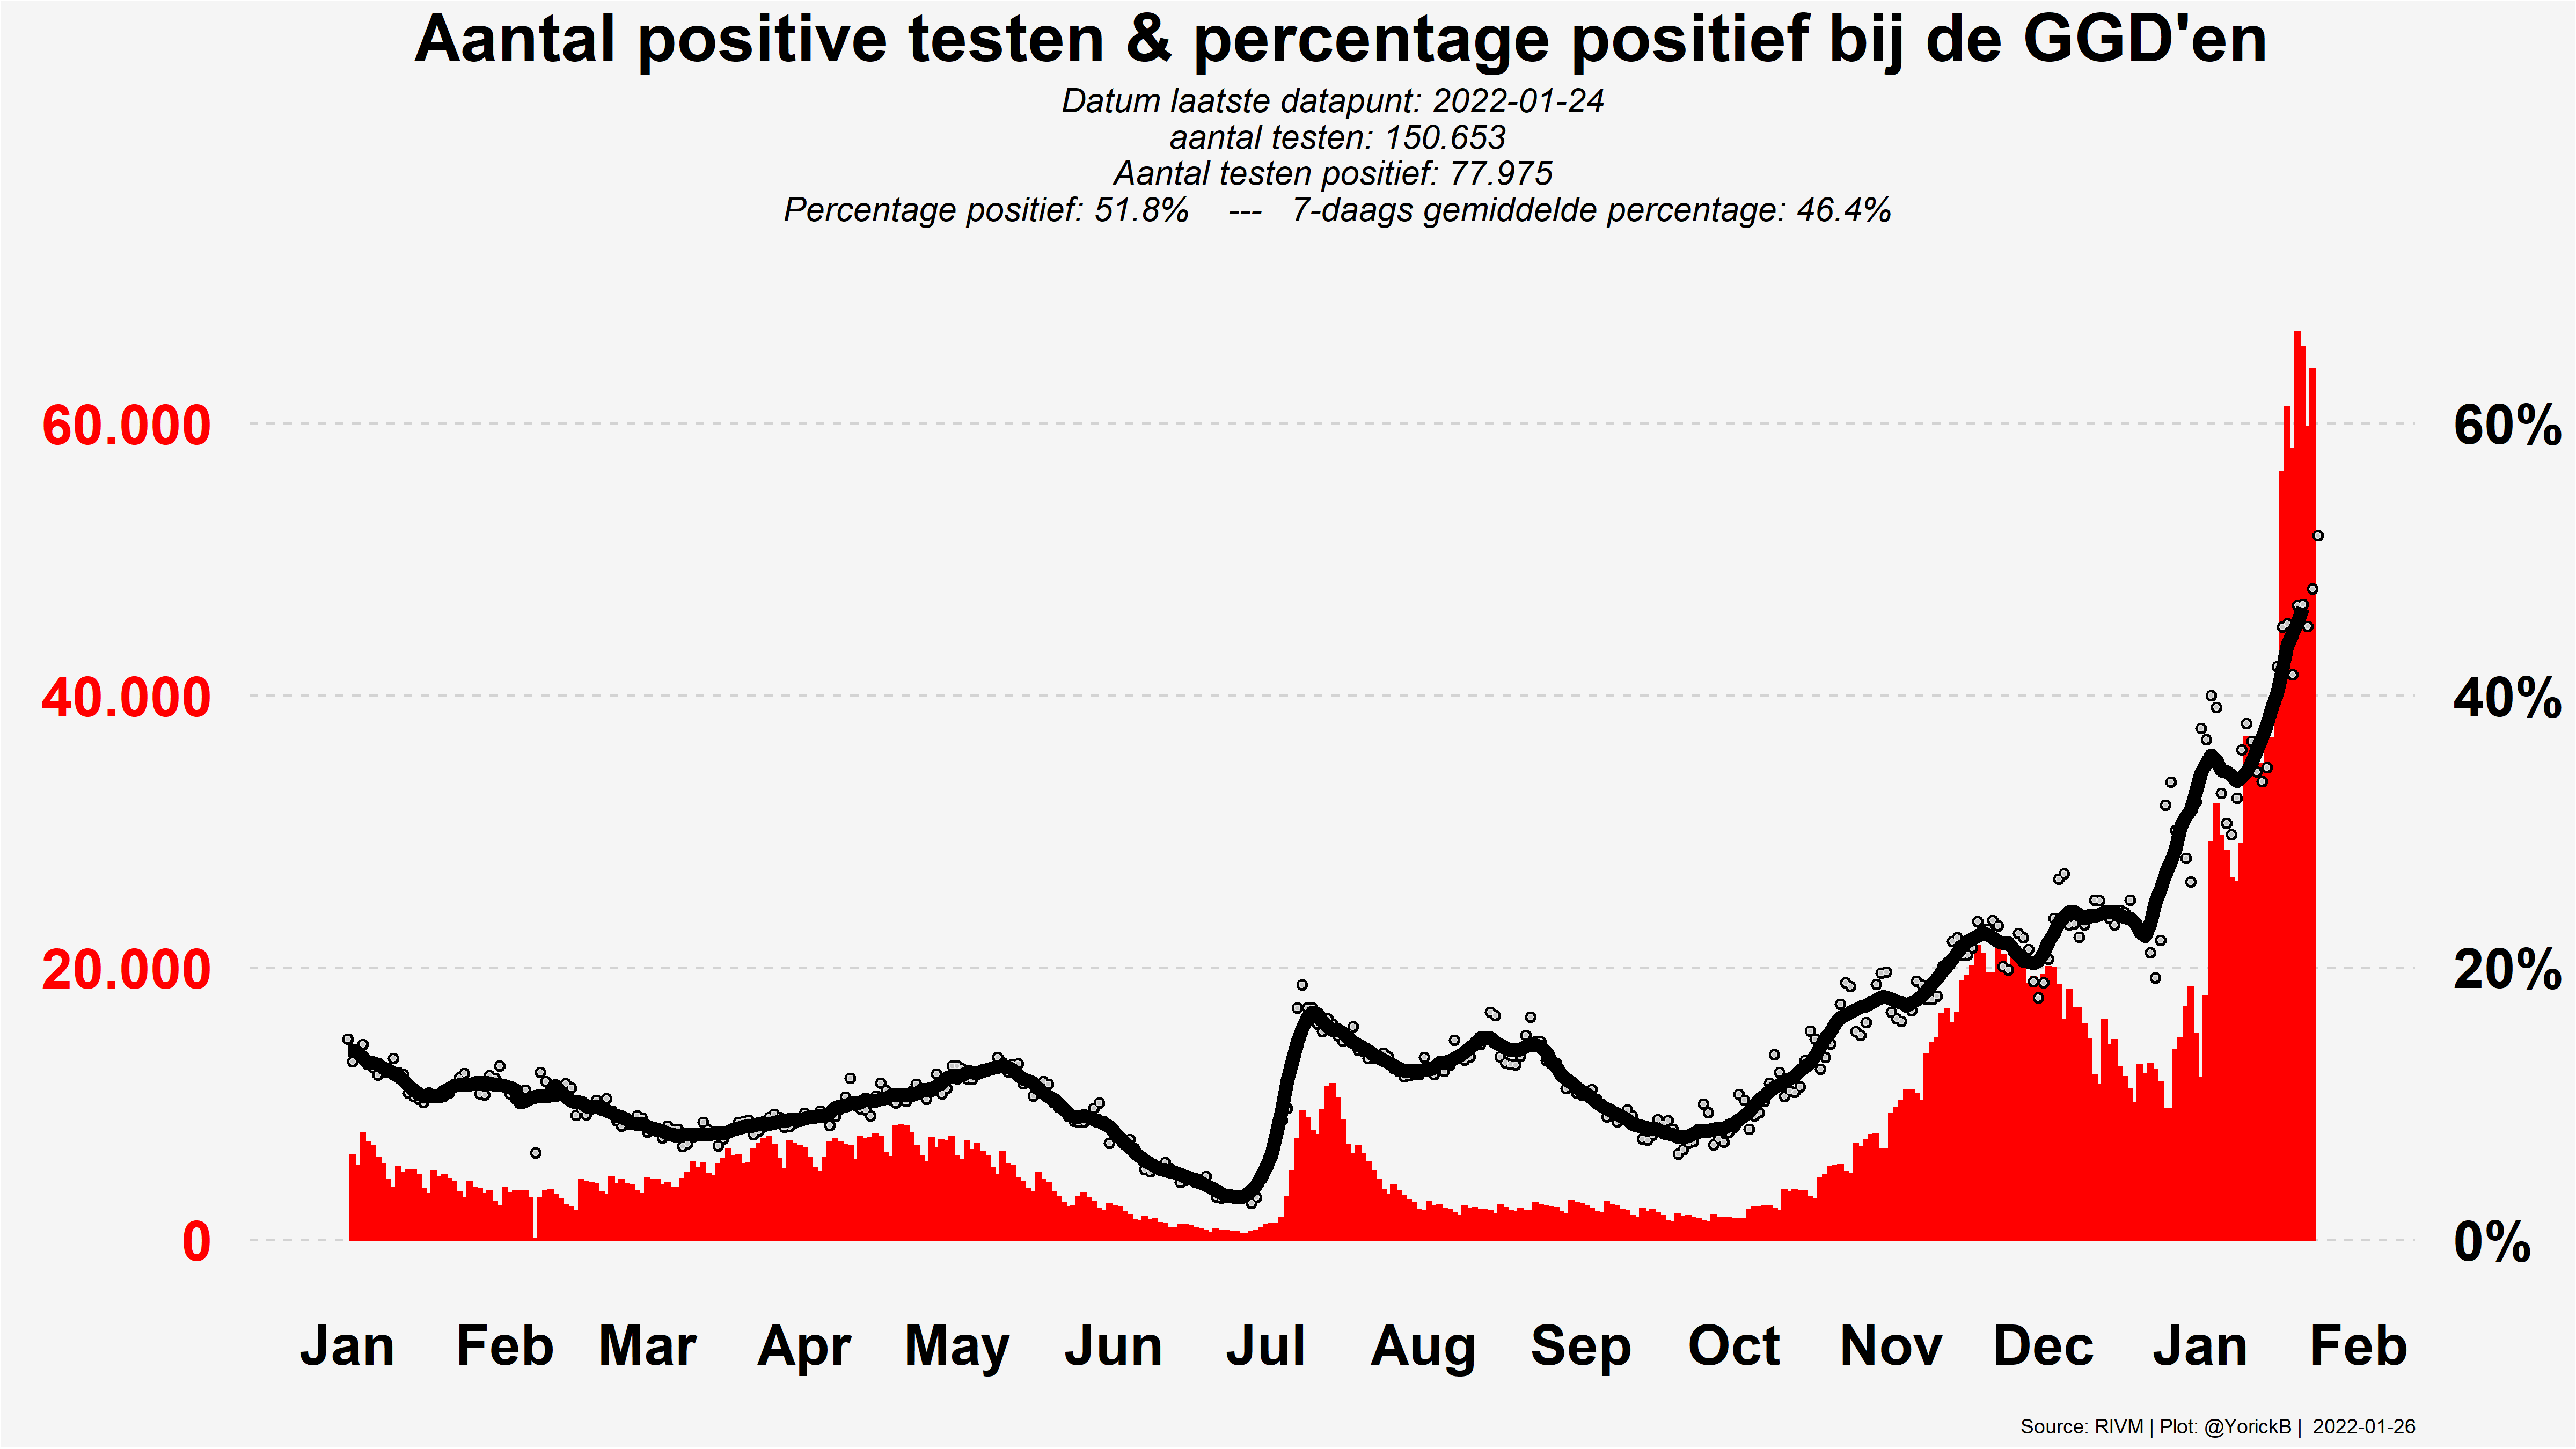 Aantal positive testen & percentage positief bij de GGD'en
Datum laatste datapunt: 2022-01-24
aantal testen: 150.653
Aantal testen positief: 77.975
Percentage positief: 51.8% --- 7-daags gemiddelde percentage: 46.4%
60.000 60%
40.000 40%
20.000 20%
0 0%
Jan Feb Mar Apr May Jun Jul Aug Sep Oct Nov Dec Jan Feb
Source: RIVM | Plot: @YorickB | 2022-01-26